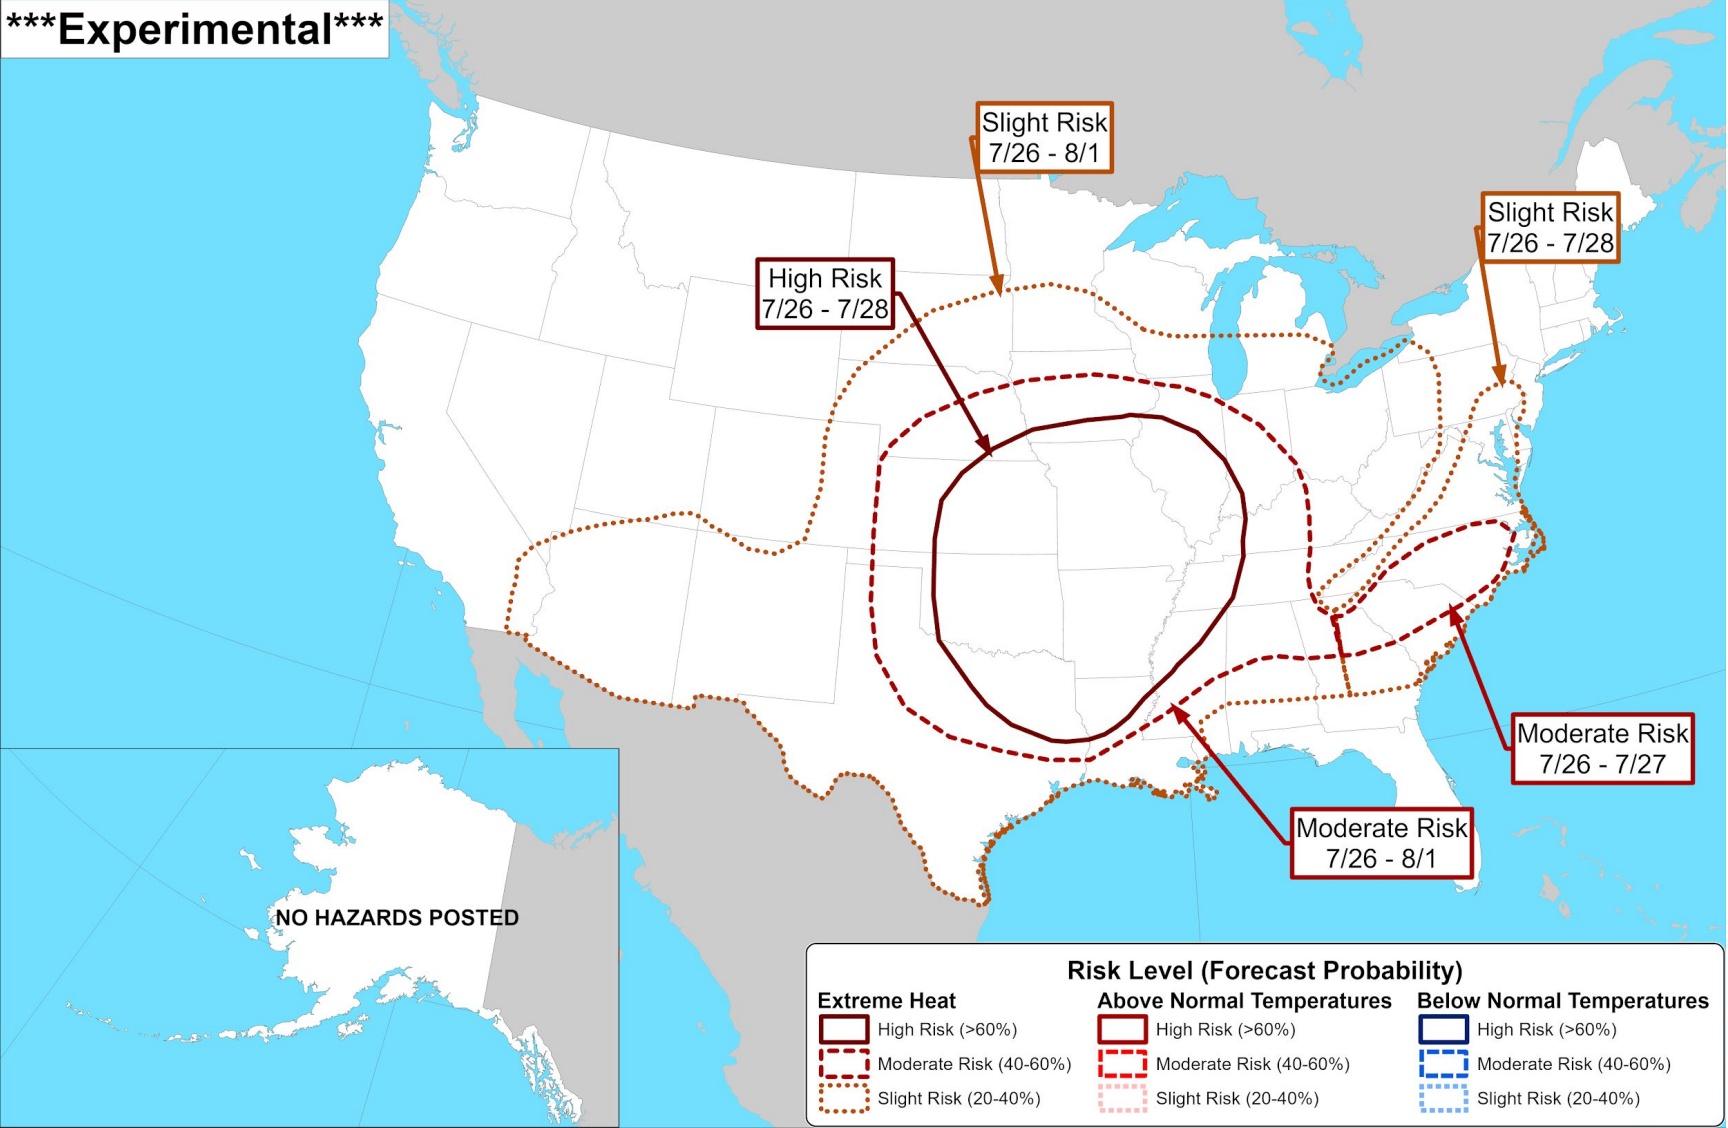 ***Experimental***
Slight Risk
7/26 - 8/1
Slight Risk
7/26 - 7/28
High Risk
7/26 - 7/28
Moderate Risk
7/26 - 7/27
Moderate Risk
7/26 - 8/1
NO HAZARDS POSTED
Risk Level (Forecast Probability)
Extreme Heat
High Risk (>60%)
Moderate Risk (40-60%)
Slight Risk (20-40%)
Above Normal Temperatures
High Risk (>60%)
Moderate Risk (40-60%)
Slight Risk (20-40%)
Below Normal Temperatures
High Risk (>60%)
Moderate Risk (40-60%)
Slight Risk (20-40%)